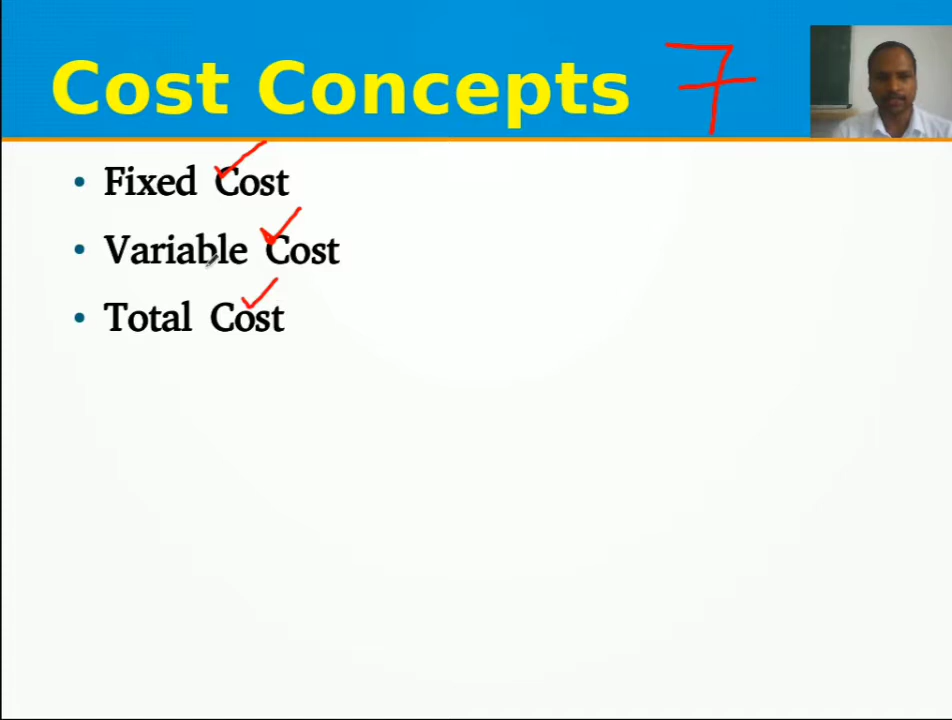 Cost Concepts 7
• Fixed Cost
• Variable Cost
• Total Cost